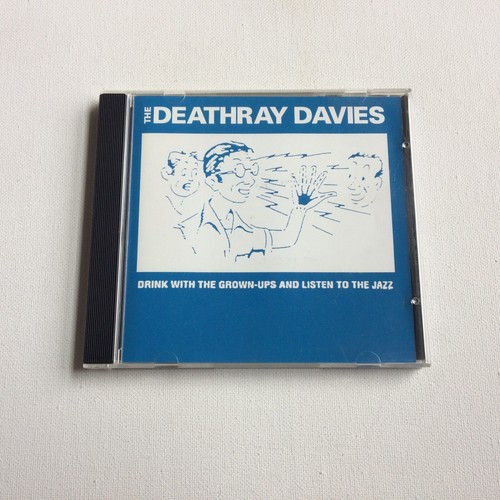 THE DEATHRAY DAVIES
DRINK WITH THE GROWN-UPS AND LISTEN TO THE JAZZ